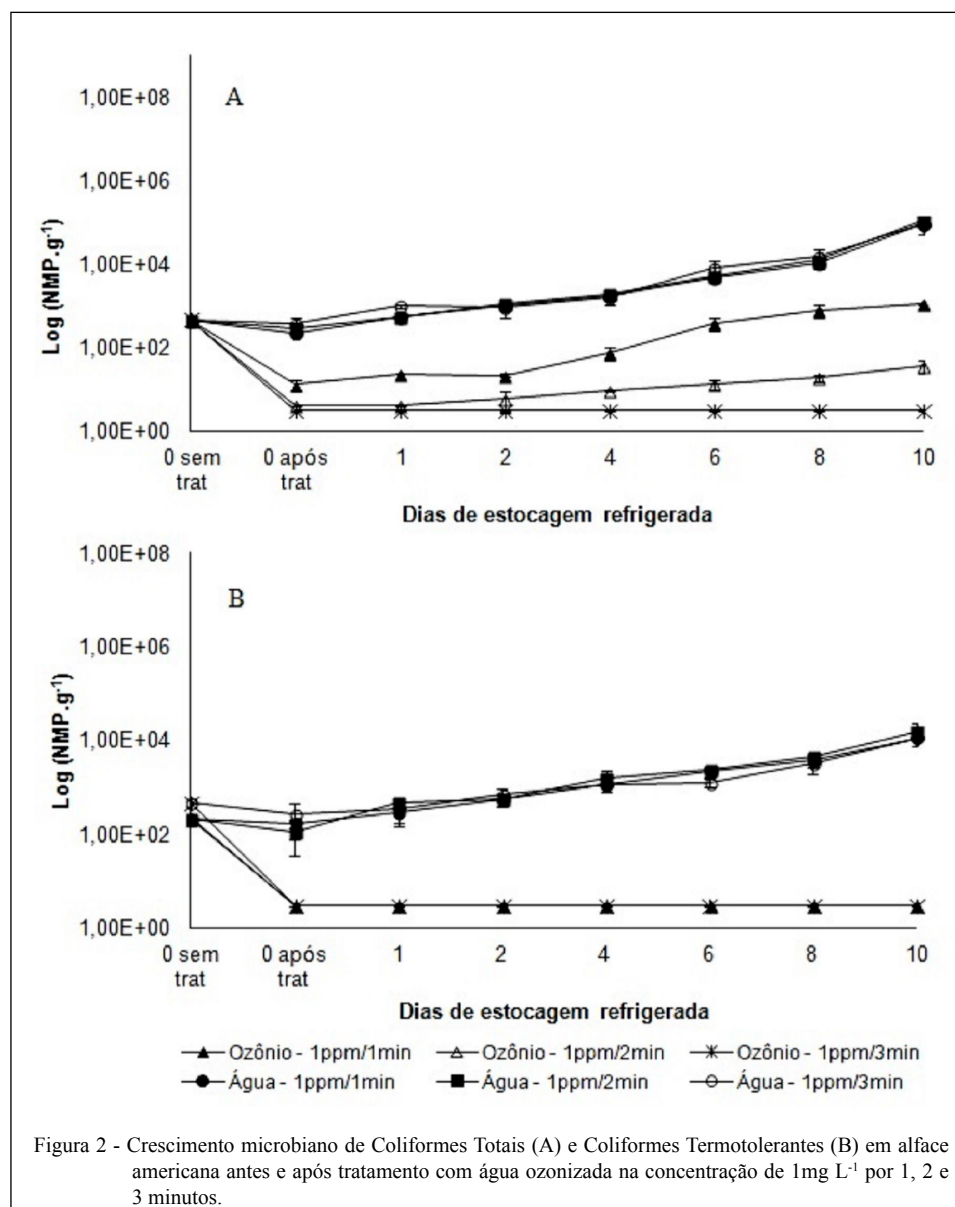 A
1,00E+08
1,00E+06
1,00E+04
1,00E+02
1,00E+00
Log (NMP.g-1)
0 sem trat
0 após trat
1
2
4
6
8
10
Dias de estocagem refrigerada
B
1,00E+08
1,00E+06
1,00E+04
1,00E+02
1,00E+00
Log (NMP.g-1)
0 sem trat
0 após trat
1
2
4
6
8
10
Dias de estocagem refrigerada
Ozônio - 1ppm/1min
Ozônio - 1ppm/2min
Ozônio - 1ppm/3min
Água - 1ppm/1min
Água - 1ppm/2min
Água - 1ppm/3min
Figura 2 - Crescimento microbiano de Coliformes Totais (A) e Coliformes Termotolerantes (B) em alface
americana antes e após tratamento com água ozonizada na concentração de 1mg L-1 por 1, 2 e
3 minutos.